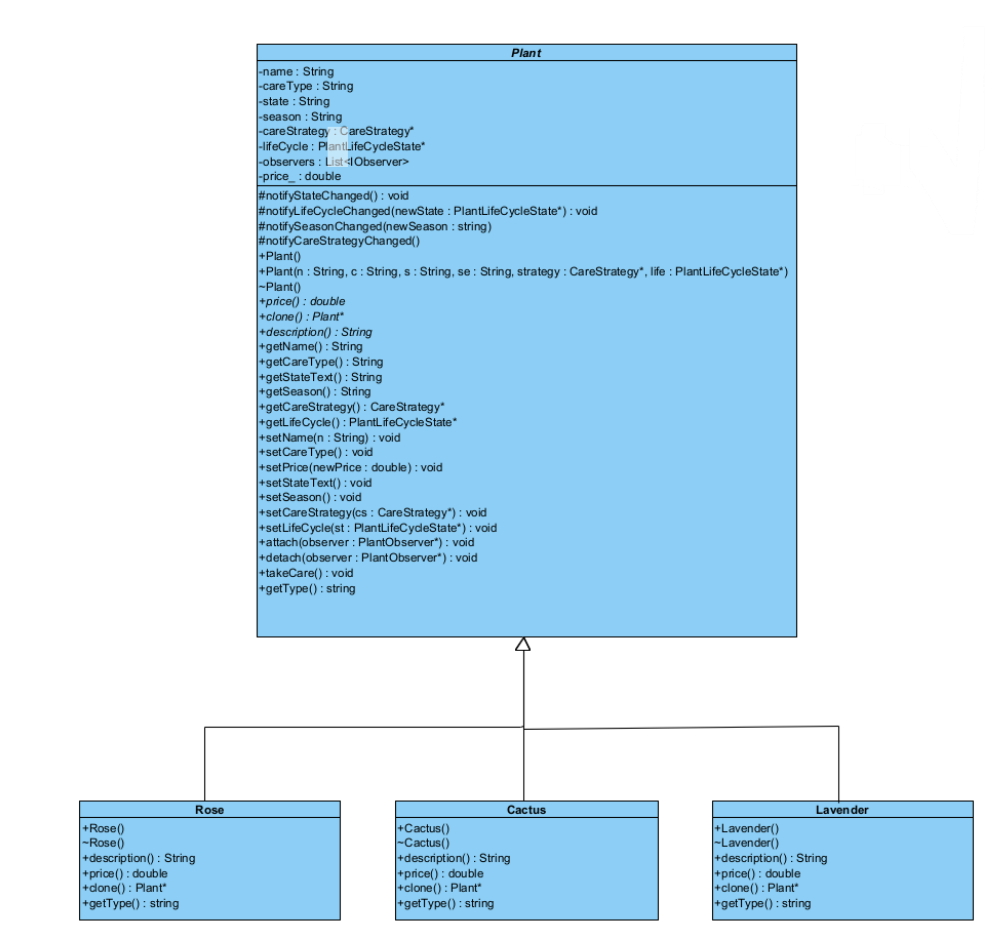 Plant
-name : String
-careType : String
-state : String
-season : String
-careStrategy : CareStrategy*
-lifeCycle : PlantLifeCycleState*
-observers : List<IObserver>
-price_ : double
#notifyStateChanged() : void
#notifyLifeCycleChanged(newState : PlantLifeCycleState*) : void
#notifySeasonChanged(newSeason : string)
#notifyCareStrategyChanged()
+Plant()
+Plant(n : String, c : String, s : String, se : String, strategy : CareStrategy*, life : PlantLifeCycleState*)
~Plant()
+price() : double
+clone() : Plant*
+description() : String
+getName() : String
+getCareType() : String
+getStateText() : String
+getSeason() : String
+getCareStrategy() : CareStrategy*
+getLifeCycle() : PlantLifeCycleState*
+setName(n : String) : void
+setCareType() : void
+setPrice(newPrice : double) : void
+setStateText() : void
+setSeason() : void
+setCareStrategy(cs : CareStrategy*) : void
+setLifeCycle(st : PlantLifeCycleState*) : void
+attach(observer : PlantObserver*) : void
+detach(observer : PlantObserver*) : void
+takeCare() : void
+getType() : string
Rose
+Rose()
~Rose()
+description() : String
+price() : double
+clone() : Plant*
+getType() : string
Cactus
+Cactus()
~Cactus()
+description() : String
+price() : double
+clone() : Plant*
+getType() : string
Lavender
+Lavender()
~Lavender()
+description() : String
+price() : double
+clone() : Plant*
+getType() : string